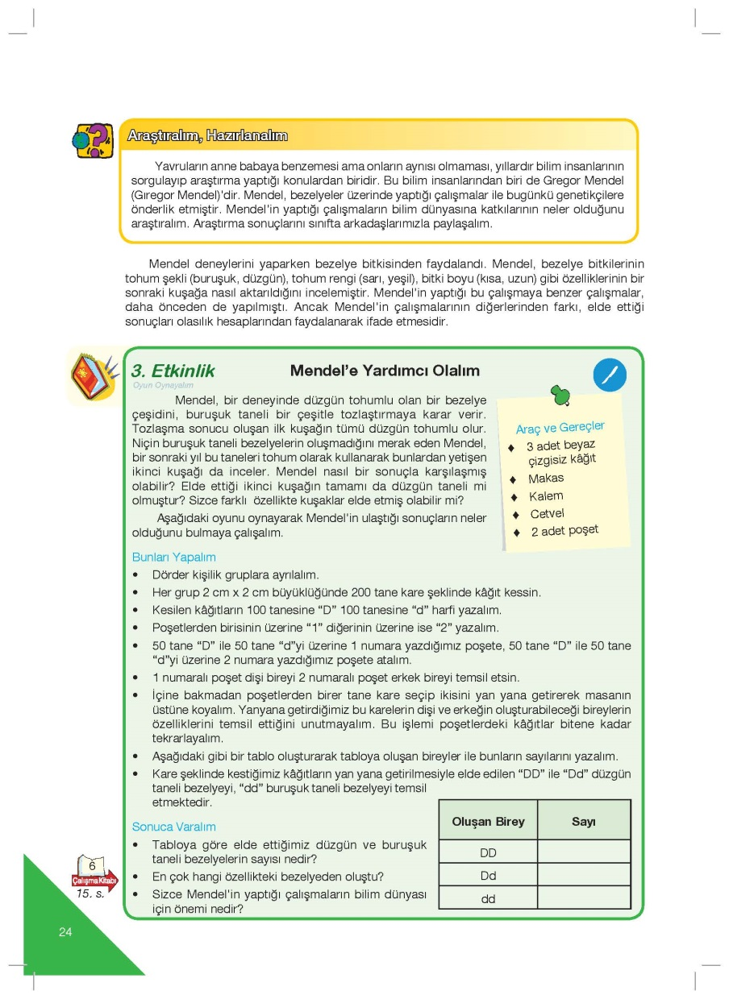 Araştıralım, Hazırlanalım
Yavruların anne babaya benzemesi ama onların aynısı olmaması, yıllardır bilim insanlarının
sorgulayıp araştırma yaptığı konulardan biridir. Bu bilim insanlarından biri de Gregor Mendel
(Gıregor Mendel)'dir. Mendel, bezelyeler üzerinde yaptığı çalışmalar ile bugünkü genetikçilere
önderlik etmiştir. Mendel'in yaptığı çalışmaların bilim dünyasına katkılarının neler olduğunu
araştıralım. Araştırma sonuçlarını sınıfta arkadaşlarımızla paylaşalım.
Mendel deneylerini yaparken bezelye bitkisinden faydalandı. Mendel, bezelye bitkilerinin
tohum şekli (buruşuk, düzgün), tohum rengi (sarı, yeşil), bitki boyu (kısa, uzun) gibi özelliklerinin bir
sonraki kuşağa nasıl aktarıldığını incelemiştir. Mendel'in yaptığı bu çalışmaya benzer çalışmalar,
daha önceden de yapılmıştı. Ancak Mendel'in çalışmalarının diğerlerinden farkı, elde ettiği
sonuçları olasılık hesaplarından faydalanarak ifade etmesidir.
3. Etkinlik
Mendel’e Yardımcı Olalım
Oyun Oynayalım
Mendel, bir deneyinde düzgün tohumlu olan bir bezelye
çeşidini, buruşuk taneli bir çeşitle tozlaştırmaya karar verir.
Tozlaşma sonucu oluşan ilk kuşağın tümü düzgün tohumlu olur.
Niçin buruşuk taneli bezelyelerin oluşmadığını merak eden Mendel,
bir sonraki yıl bu taneleri tohum olarak kullanarak bunlardan yetişen
ikinci kuşağı da inceler. Mendel nasıl bir sonuçla karşılaşmış
olabilir? Elde ettiği ikinci kuşağın tamamı da düzgün taneli mi
olmuştur? Sizce farklı özellikte kuşaklar elde etmiş olabilir mi?
Aşağıdaki oyunu oynayarak Mendel'in ulaştığı sonuçların neler
olduğunu bulmaya çalışalım.
Araç ve Gereçler
♦ 3 adet beyaz
çizgisiz kâğıt
♦ Makas
♦ Kalem
♦ Cetvel
♦ 2 adet poşet
Bunları Yapalım
• Dörder kişilik gruplara ayrılalım.
• Her grup 2 cm x 2 cm büyüklüğünde 200 tane kare şeklinde kâğıt kessin.
• Kesilen kâğıtların 100 tanesine “D” 100 tanesine “d” harfi yazalım.
• Poşetlerden birisinin üzerine “1” diğerinin üzerine ise “2” yazalım.
• 50 tane “D” ile 50 tane “d”yi üzerine 1 numara yazdığımız poşete, 50 tane “D” ile 50 tane
“d”yi üzerine 2 numara yazdığımız poşete atalım.
• 1 numaralı poşet dişi bireyi 2 numaralı poşet erkek bireyi temsil etsin.
• İçine bakmadan poşetlerden birer tane kare seçip ikisini yan yana getirerek masanın
üstüne koyalım. Yanyana getirdiğimiz bu karelerin dişi ve erkeğin oluşturabileceği bireylerin
özelliklerini temsil ettiğini unutmayalım. Bu işlemi poşetlerdeki kâğıtlar bitene kadar
tekrarlayalım.
• Aşağıdaki gibi bir tablo oluşturarak tabloya oluşan bireyler ile bunların sayılarını yazalım.
• Kare şeklinde kestiğimiz kâğıtların yan yana getirilmesiyle elde edilen “DD” ile “Dd” düzgün
taneli bezelyeyi, “dd” buruşuk taneli bezelyeyi temsil
etmektedir.
Sonuca Varalım
• Tabloya göre elde ettiğimiz düzgün ve buruşuk
taneli bezelyelerin sayısı nedir?
• En çok hangi özellikteki bezelyeden oluştu?
• Sizce Mendel'in yaptığı çalışmaların bilim dünyası
için önemi nedir?
Oluşan Birey Sayı
DD
Dd
dd
6
Çalışma Kitabı
15. s.
24